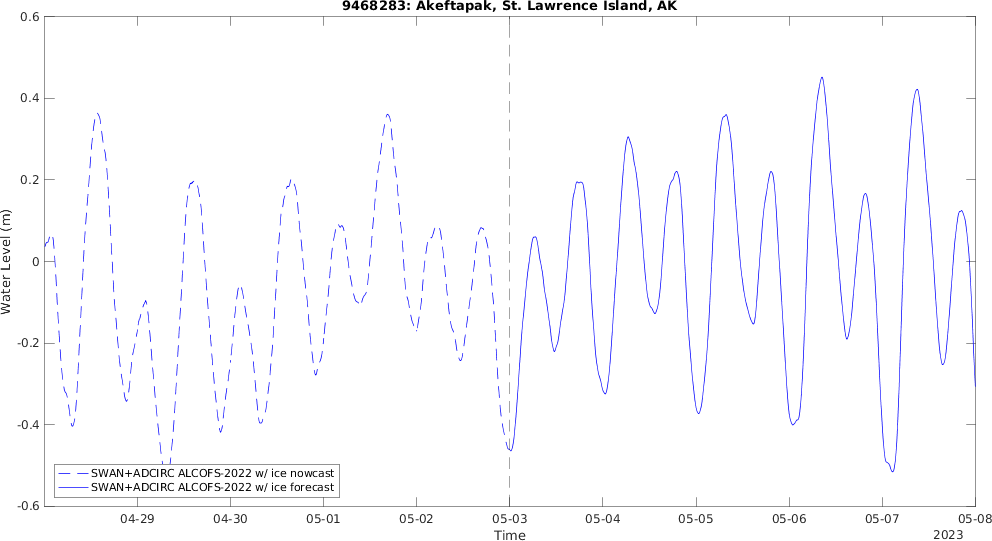 9468283: Akeftapak, St. Lawrence Island, AK
0.6
0.4
0.2
0
-0.2
-0.4
-0.6
Water Level (m)
SWAN+ADCIRC ALCOFS-2022 w/ ice nowcast
SWAN+ADCIRC ALCOFS-2022 w/ ice forecast
04-29 04-30 05-01 05-02 05-03 05-04 05-05 05-06 05-07 05-08
Time
2023